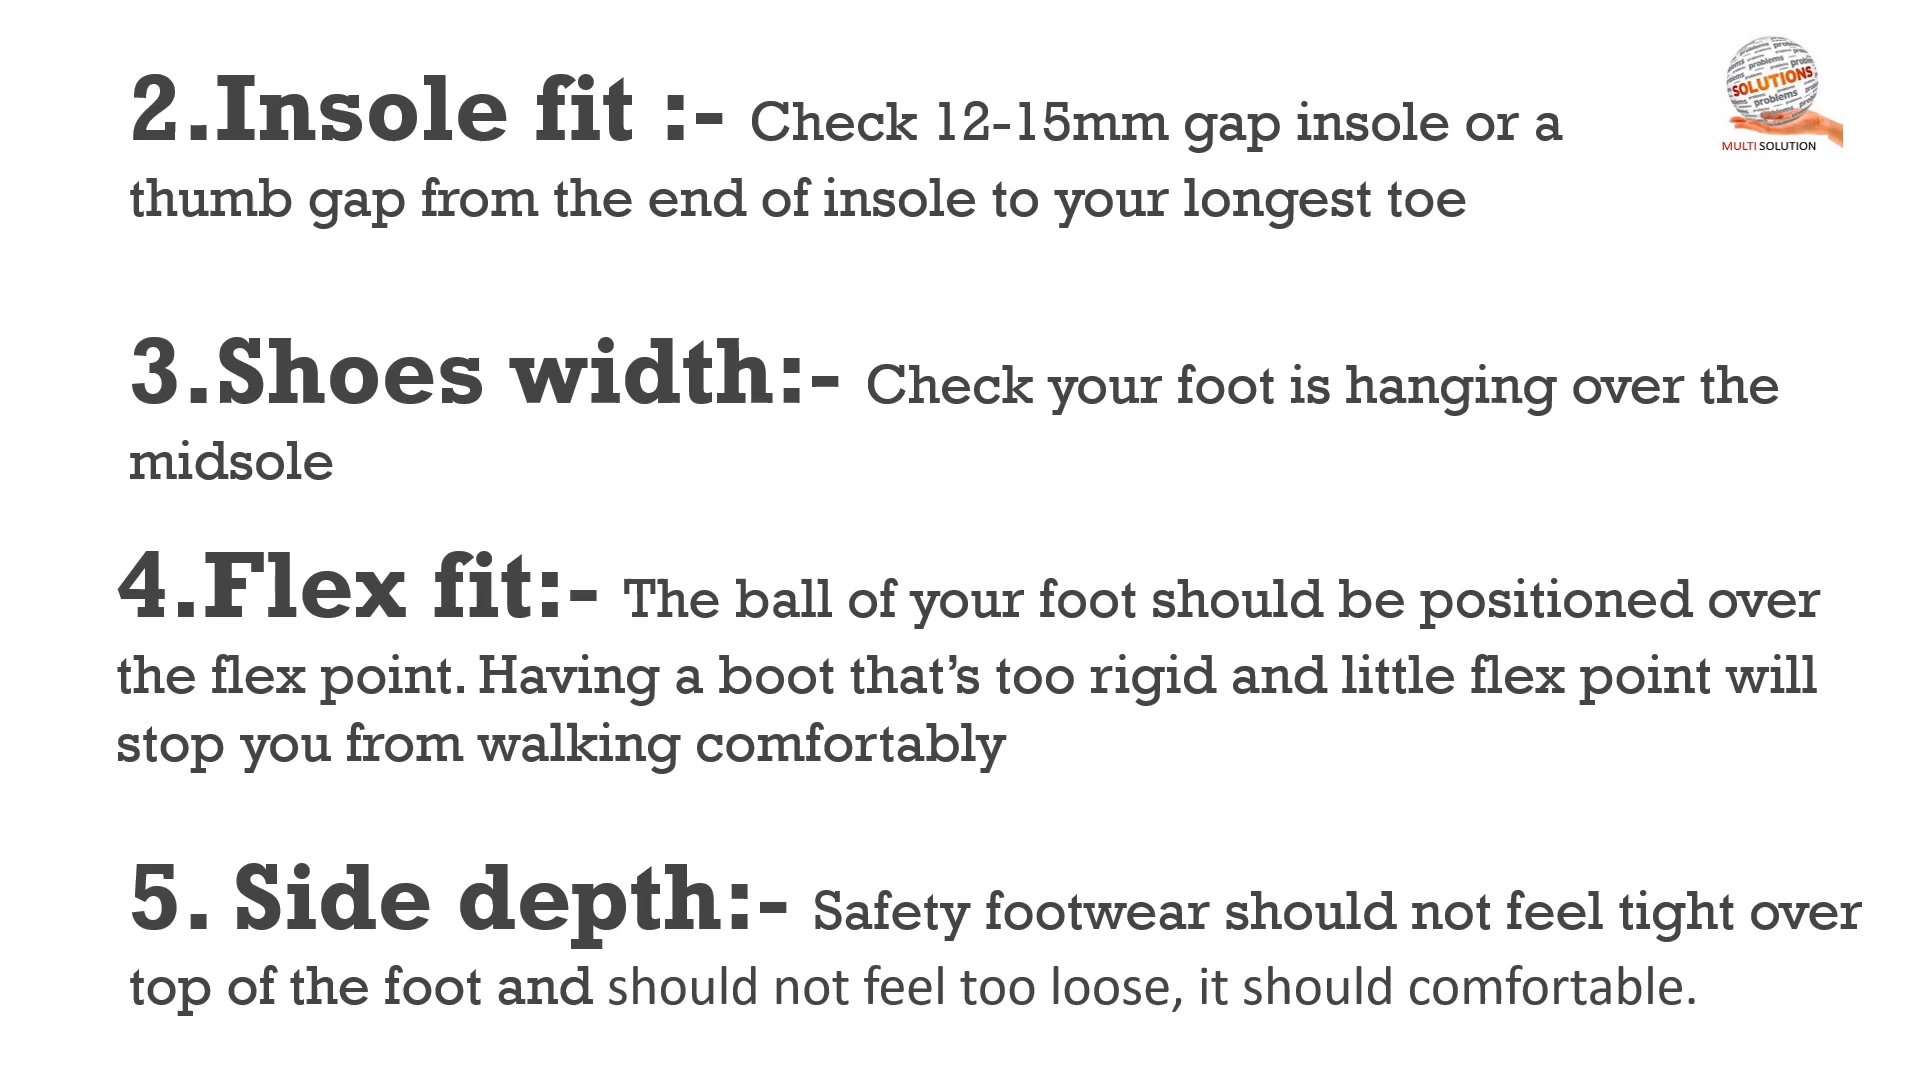 2.Insole fit :- Check 12-15mm gap insole or a
thumb gap from the end of insole to your longest toe
3.Shoes width:- Check your foot is hanging over the
midsole
4.Flex fit:- The ball of your foot should be positioned over
the flex point. Having a boot that’s too rigid and little flex point will
stop you from walking comfortably
5. Side depth:- Safety footwear should not feel tight over
top of the foot and should not feel too loose, it should comfortable.
SOLUTIONS
problems
problems
MULTI SOLUTION